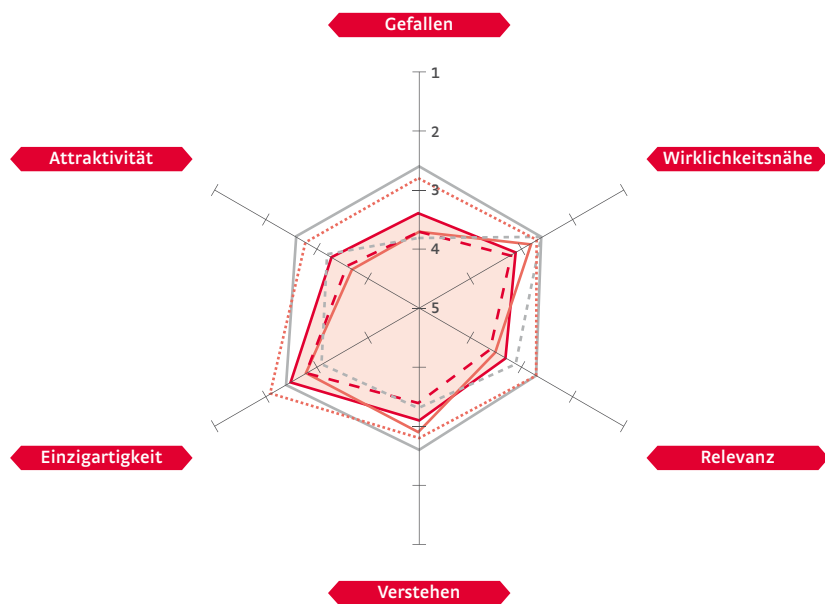 Gefallen
1
2
Attraktivität
Wirklichkeitsnähe
3
4
5
Einzigartigkeit
Relevanz
Verstehen